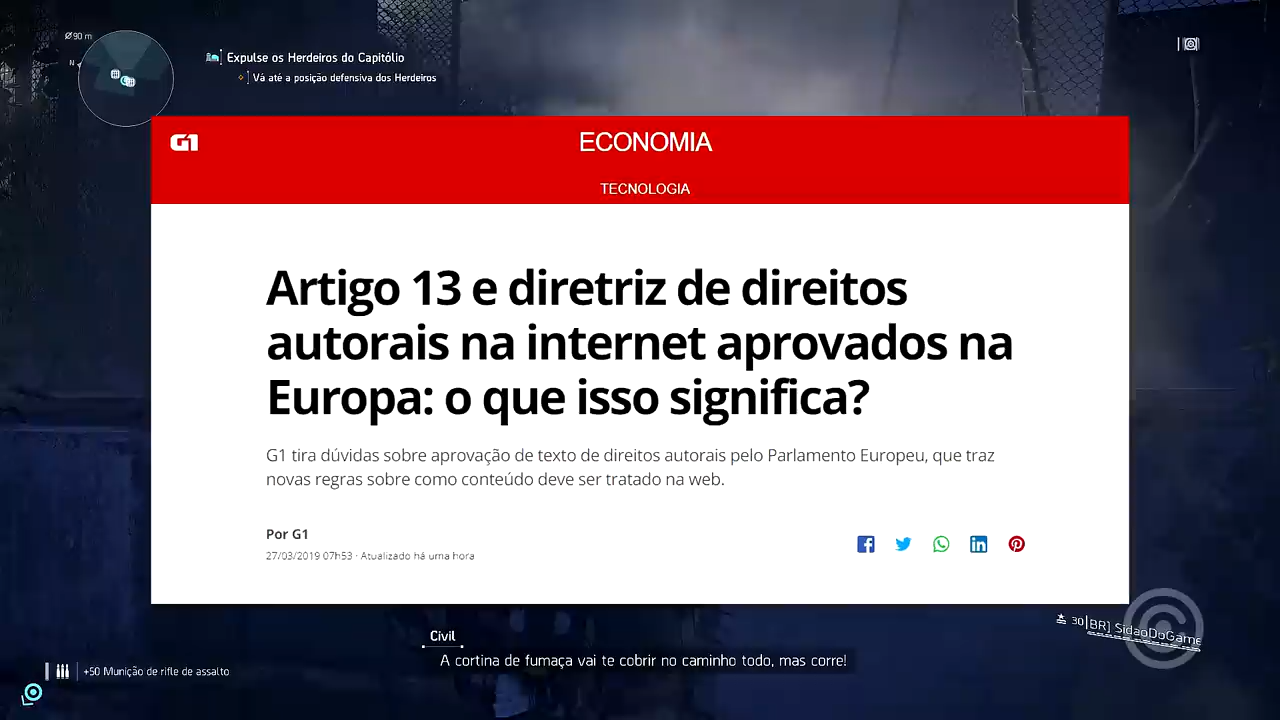 Ø90 m
N
Expulse os Herdeiros do Capitólio
Vá até a posição defensiva dos Herdeiros
G1
ECONOMIA
TECNOLOGIA
Artigo 13 e diretriz de direitos
autorais na internet aprovados na
Europa: o que isso significa?
G1 tira dúvidas sobre aprovação de texto de direitos autorais pelo Parlamento Europeu, que traz
novas regras sobre como conteúdo deve ser tratado na web.
Por G1
27/03/2019 07h53 · Atualizado há uma hora
30 [BR] SidaoDoGame
Civil
A cortina de fumaça vai te cobrir no caminho todo, mas corre!
+50 Munição de rifle de assalto